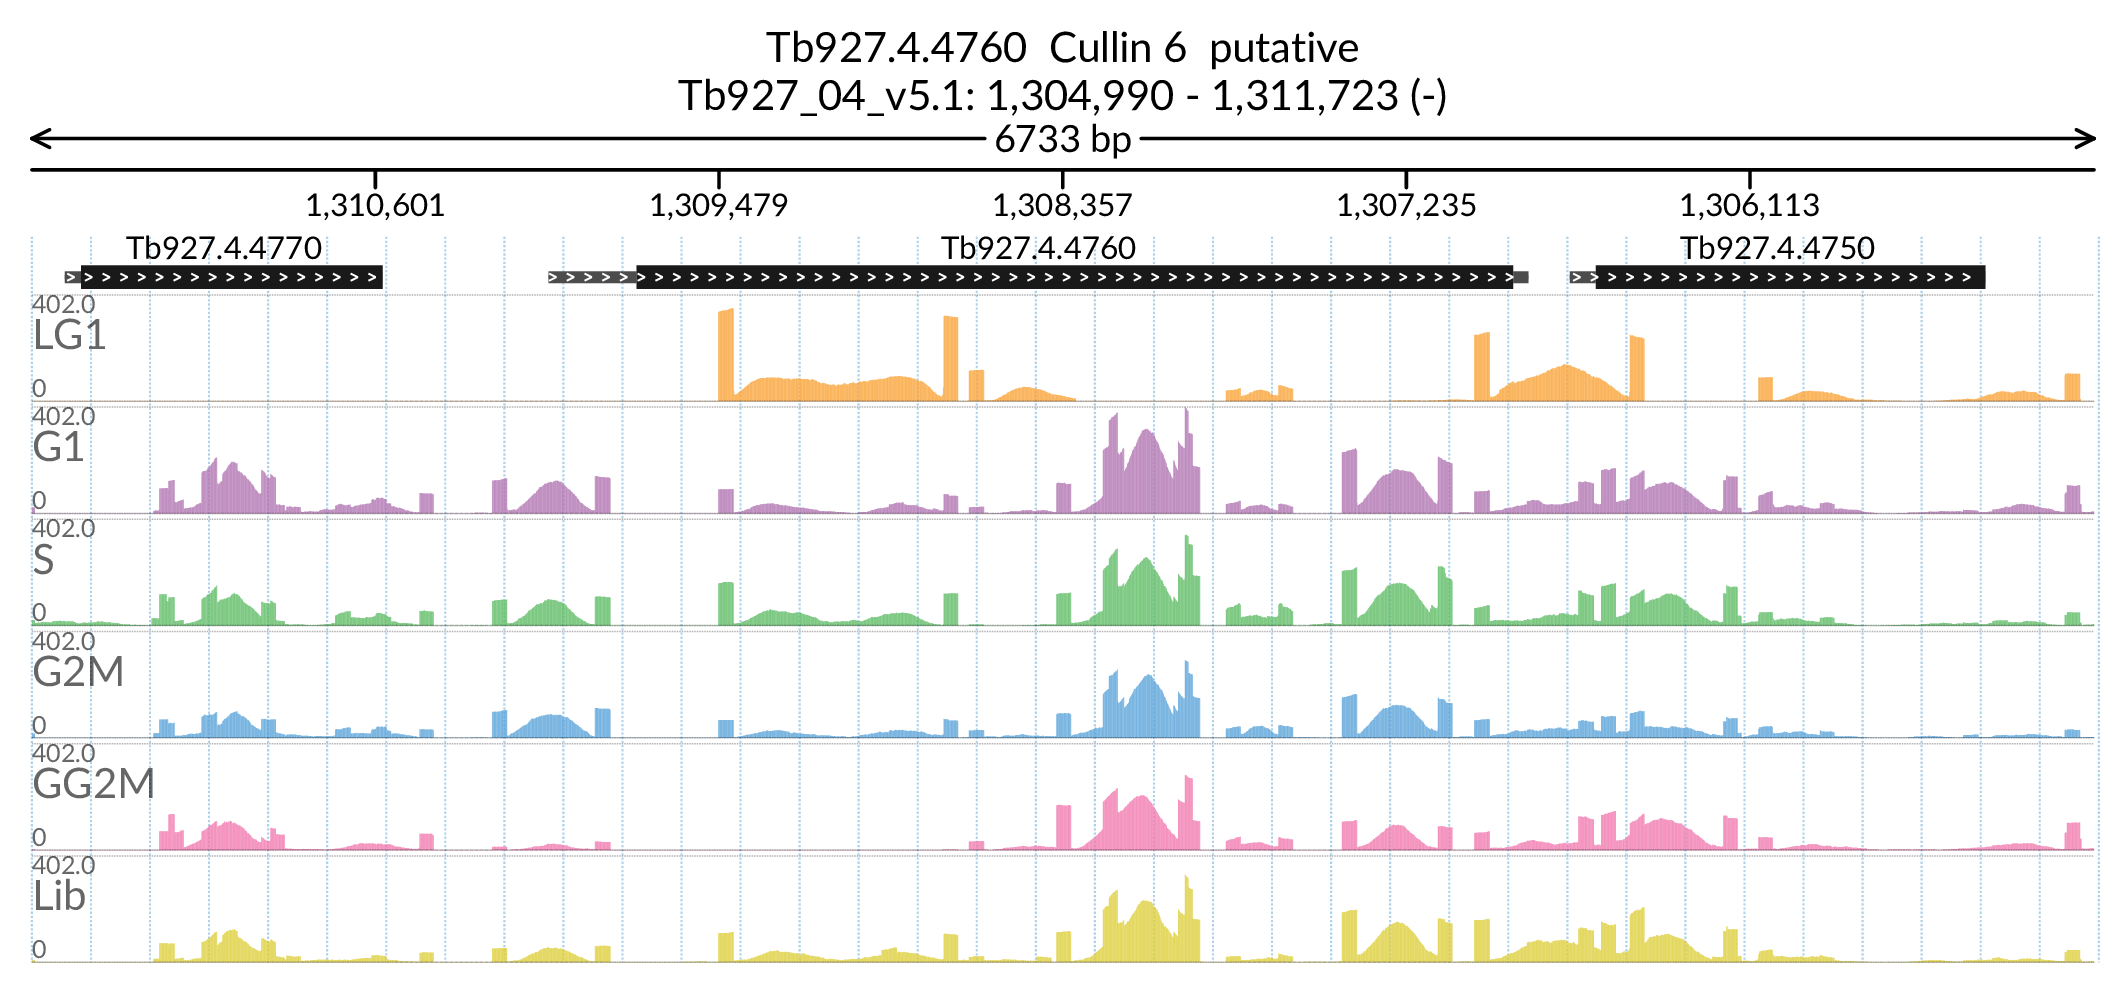 Tb927.4.4760 Cullin 6 putative
Tb927_04_v5.1: 1,304,990 - 1,311,723 (-)
6733 bp
1,310,601 1,309,479 1,308,357 1,307,235 1,306,113
Tb927.4.4770 Tb927.4.4760 Tb927.4.4750
402.0
LG1
0
402.0
G1
0
402.0
S
0
402.0
G2M
0
402.0
GG2M
0
402.0
Lib
0